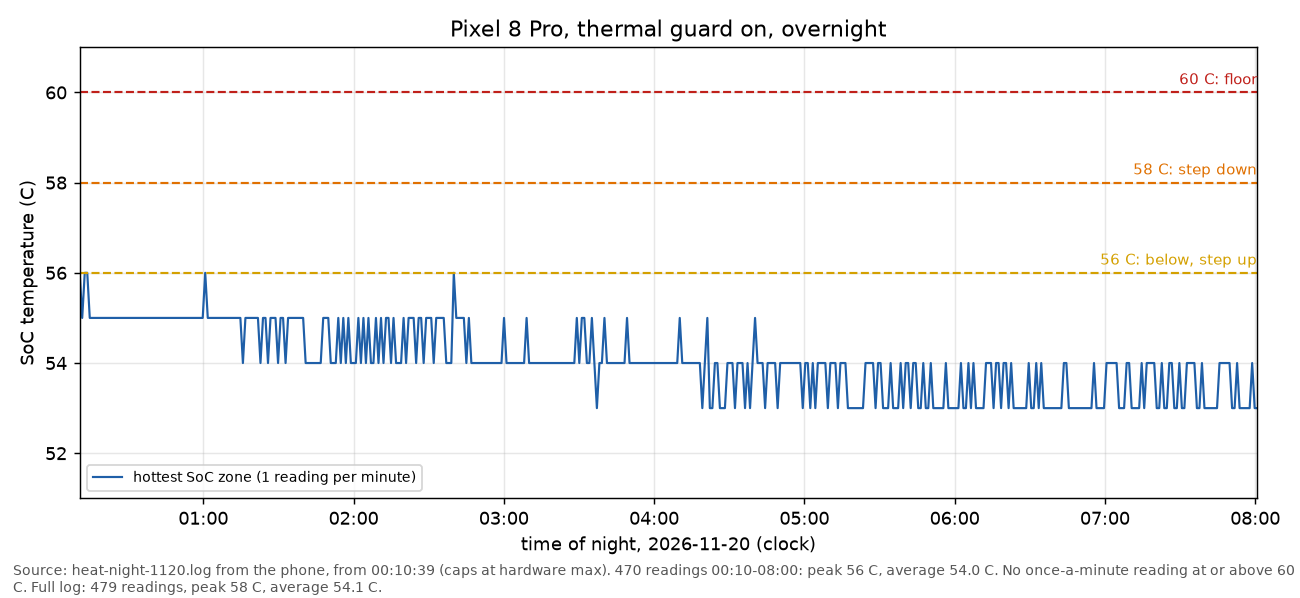 Pixel 8 Pro, thermal guard on, overnight
SoC temperature (C)
60
58
56
54
52
60 C: floor
58 C: step down
56 C: below, step up
hottest SoC zone (1 reading per minute)
01:00
02:00
03:00
04:00
05:00
06:00
07:00
08:00
time of night, 2026-11-20 (clock)
Source: heat-night-1120.log from the phone, from 00:10:39 (caps at hardware max). 470 readings 00:10-08:00: peak 56 C, average 54.0 C. No once-a-minute reading at or above 60
C. Full log: 479 readings, peak 58 C, average 54.1 C.